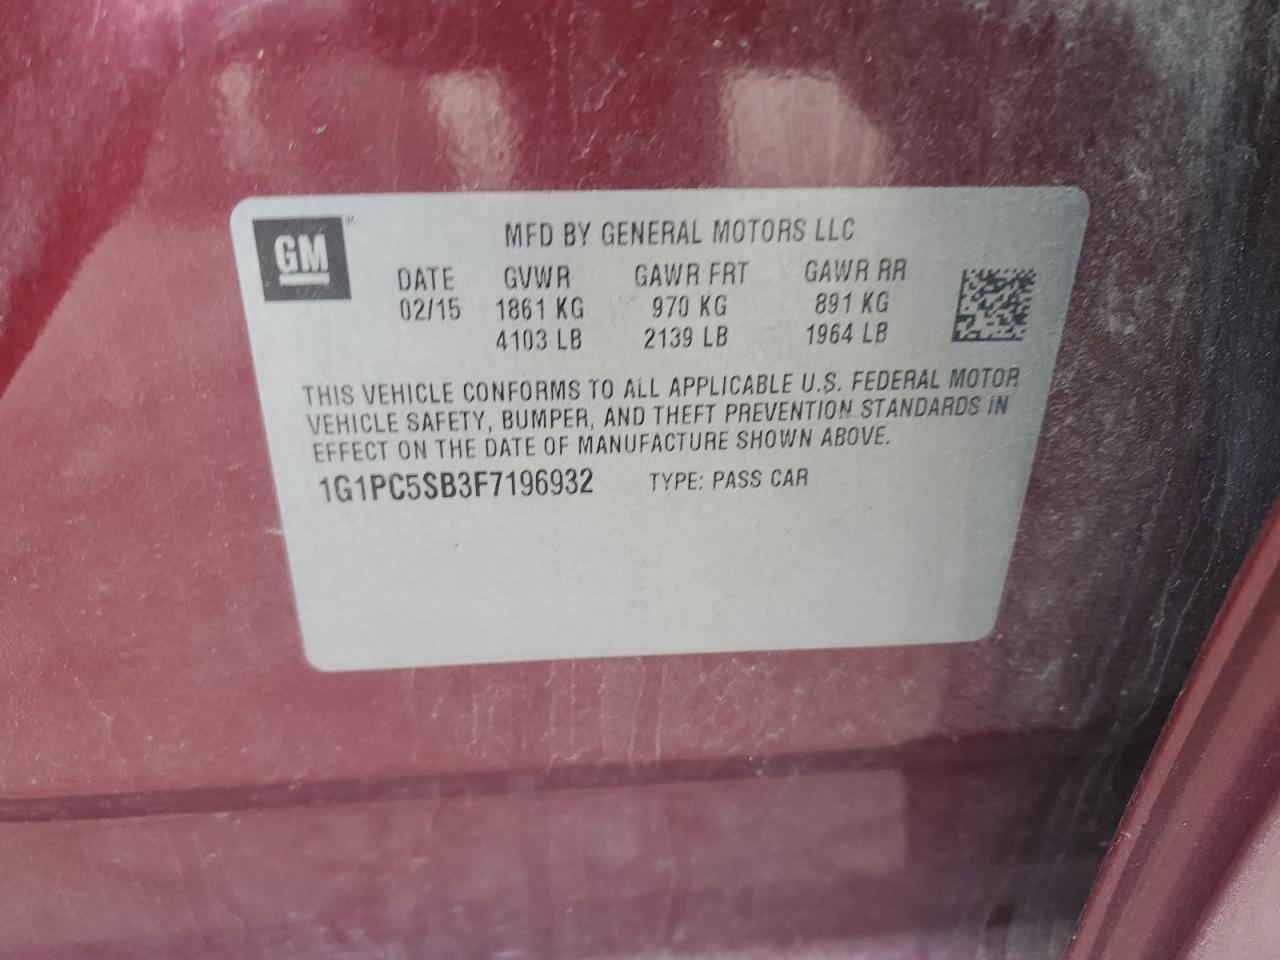 GM
MFD BY GENERAL MOTORS LLC
DATE GVWR GAWR FRT GAWR RR
02/15 1861 KG 970 KG 891 KG
4103 LB 2139 LB 1964 LB
THIS VEHICLE CONFORMS TO ALL APPLICABLE U.S. FEDERAL MOTOR
VEHICLE SAFETY, BUMPER, AND THEFT PREVENTION STANDARDS IN
EFFECT ON THE DATE OF MANUFACTURE SHOWN ABOVE.
1G1PC5SB3F7196932 TYPE: PASS CAR